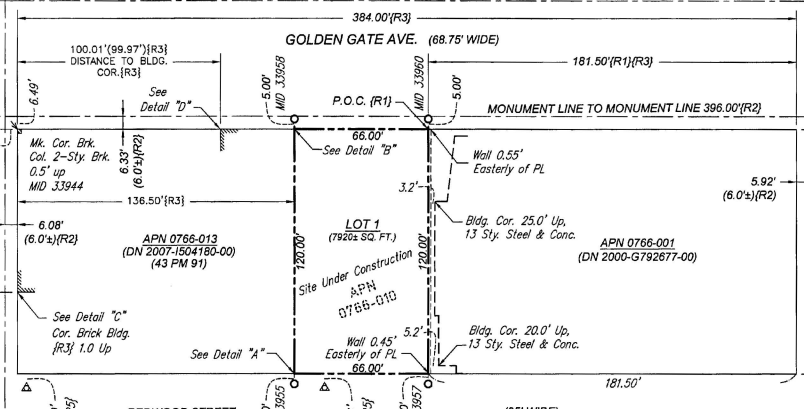 384.00'{R3}
GOLDEN GATE AVE. (68.75' WIDE)
100.01'(99.97'){R3}
DISTANCE TO BLDG.
COR.{R3}
181.50'{R1}{R3}
6.49'
See
Detail "D"
5.00'
MID 33958
MID 33960
5.00'
P.O.C. {R1}
MONUMENT LINE TO MONUMENT LINE 396.00'{R2}
Mk. Cor. Brk.
Col. 2-Sty. Brk.
0.5' up
MID 33944
6.33'
(6.0'±){R2}
66.00'
See Detail "B"
Wall 0.55'
Easterly of PL
5.92'
(6.0'±){R2}
3.2'
136.50'{R3}
6.08'
(6.0'±){R2}
APN 0766-013
(DN 2007-I504180-00)
(43 PM 91)
120.00'
LOT 1
(7920± SQ. FT.)
120.00'
Bldg. Cor. 25.0' Up,
13 Sty. Steel & Conc.
APN 0766-001
(DN 2000-G792677-00)
Site Under Construction
APN
0766-010
See Detail "C"
Cor. Brick Bldg.
{R3} 1.0 Up
See Detail "A"
Wall 0.45'
Easterly of PL
5.2'
Bldg. Cor. 20.0' Up,
13 Sty. Steel & Conc.
66.00'
181.50'